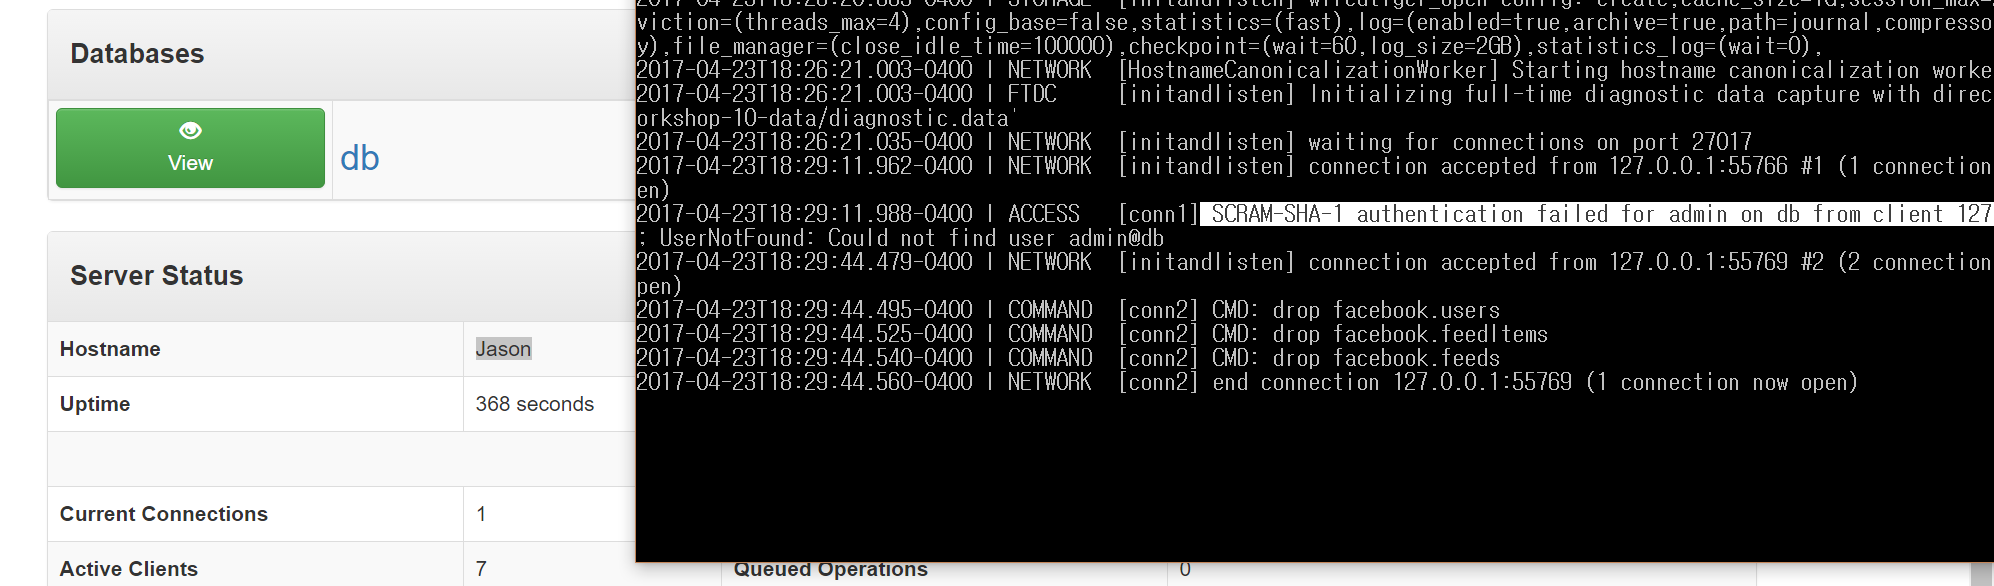 Databases
View
db
Server Status
Hostname Jason
Uptime 368 seconds
Current Connections 1
Active Clients 7 Queued Operations 0
viction=(threads_max=4),config_base=false,statistics=(fast),log=(enabled=true,archive=true,path=journal,compresso
y),file_manager=(close_idle_time=100000),checkpoint=(wait=60,log_size=2GB),statistics_log=(wait=0),
2017-04-23T18:26:21.003-0400 I NETWORK [HostnameCanonicalizationWorker] Starting hostname canonicalization worke
2017-04-23T18:26:21.003-0400 I FTDC [initandlisten] Initializing full-time diagnostic data capture with direc
orkshop-10-data/diagnostic.data'
2017-04-23T18:26:21.035-0400 I NETWORK [initandlisten] waiting for connections on port 27017
2017-04-23T18:29:11.962-0400 I NETWORK [initandlisten] connection accepted from 127.0.0.1:55766 #1 (1 connection
en)
2017-04-23T18:29:11.988-0400 I ACCESS [conn1] SCRAM-SHA-1 authentication failed for admin on db from client 127
; UserNotFound: Could not find user admin@db
2017-04-23T18:29:44.479-0400 I NETWORK [initandlisten] connection accepted from 127.0.0.1:55769 #2 (2 connection
pen)
2017-04-23T18:29:44.495-0400 I COMMAND [conn2] CMD: drop facebook.users
2017-04-23T18:29:44.525-0400 I COMMAND [conn2] CMD: drop facebook.feedItems
2017-04-23T18:29:44.540-0400 I COMMAND [conn2] CMD: drop facebook.feeds
2017-04-23T18:29:44.560-0400 I NETWORK [conn2] end connection 127.0.0.1:55769 (1 connection now open)